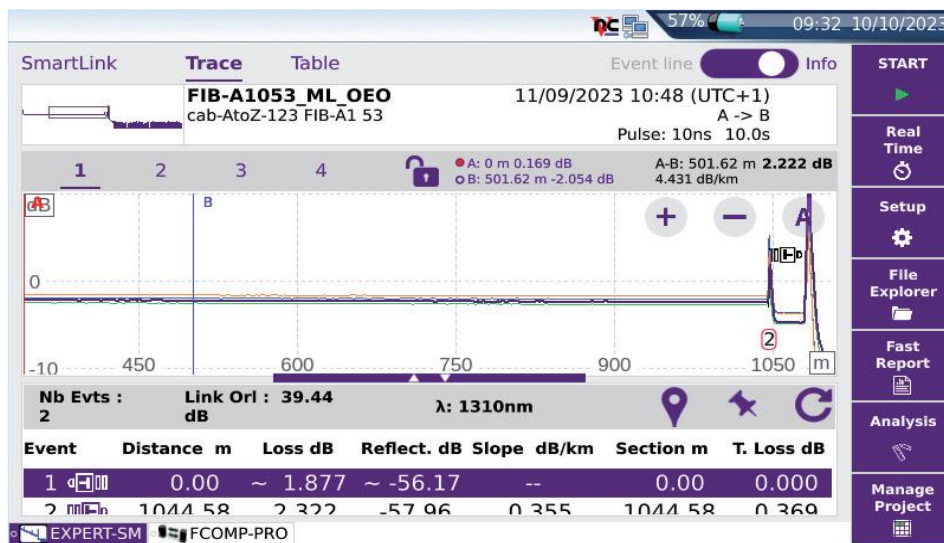 57% 09:32 10/10/2023
SmartLink Trace Table Event line Info
FIB-A1053_ML_OEO 11/09/2023 10:48 (UTC+1)
cab-AtoZ-123 FIB-A1 53 A -> B
Pulse: 10ns 10.0s
1 2 3 4
A: 0 m 0.169 dB A-B: 501.62 m 2.222 dB
B: 501.62 m -2.054 dB 4.431 dB/km
dB A B + − A
0
-10 450 600 750 900 1050 m
2
Nb Evts : 2 Link Orl : 39.44 dB λ: 1310nm
Event Distance m Loss dB Reflect. dB Slope dB/km Section m T. Loss dB
1 0.00 ~ 1.877 ~ -56.17 -- 0.00 0.000
2 1044.58 2.322 -57.96 0.355 1044.58 0.369
EXPERT-SM FCOMP-PRO
START
Real
Time
Setup
File
Explorer
Fast
Report
Analysis
Manage
Project